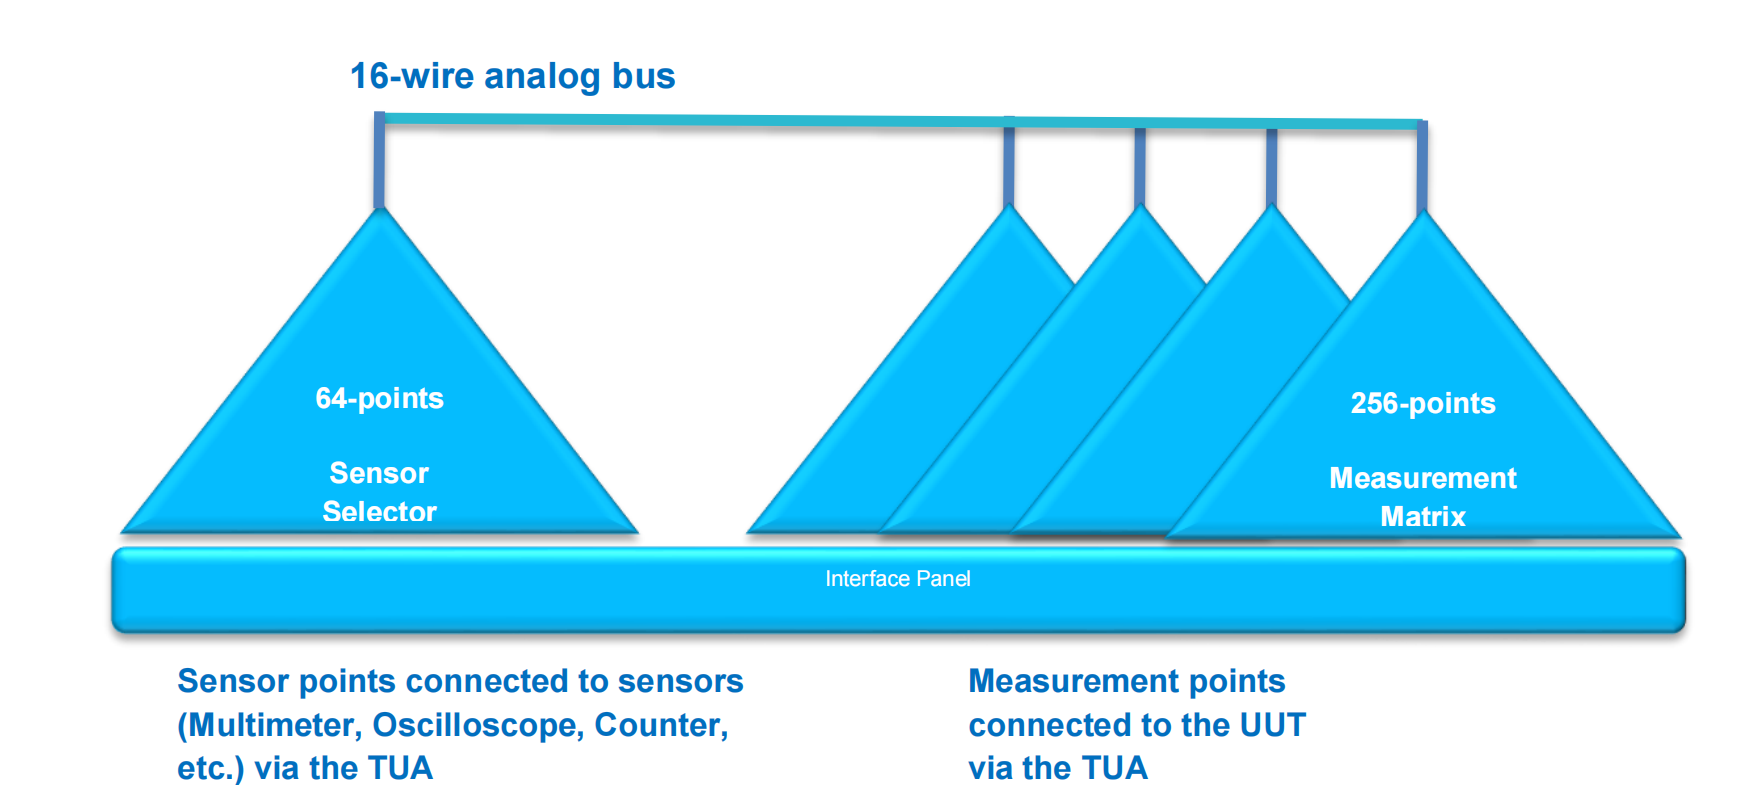 16-wire analog bus
64-points
Sensor
Selector
256-points
Measurement
Matrix
Interface Panel
Sensor points connected to sensors
(Multimeter, Oscilloscope, Counter,
etc.) via the TUA
Measurement points
connected to the UUT
via the TUA